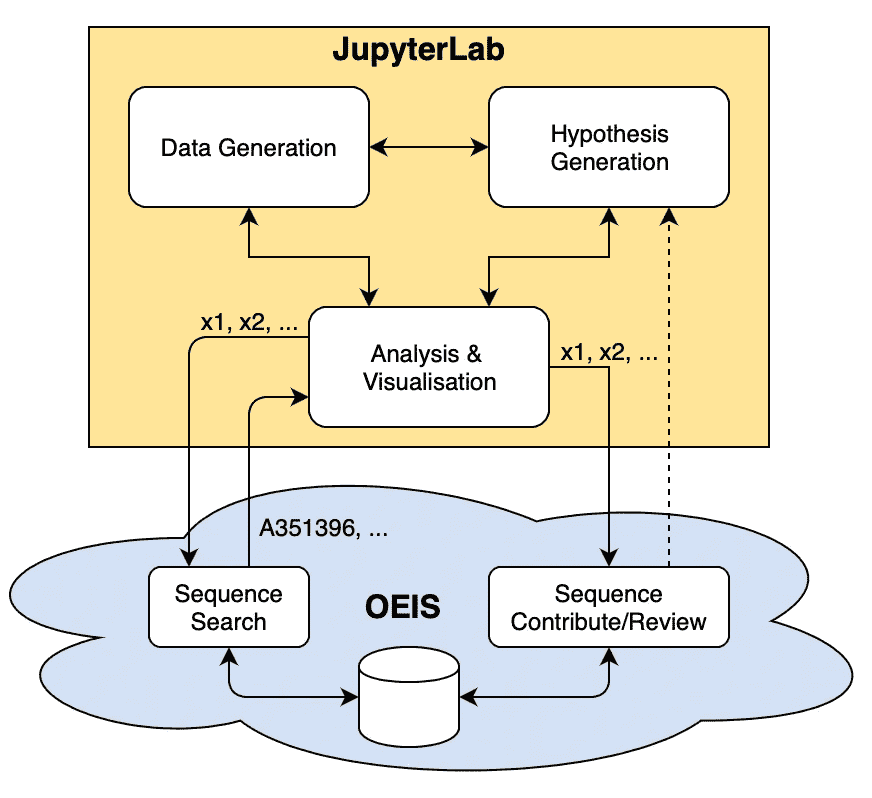 JupyterLab
Data Generation
Hypothesis
Generation
x1, x2, ...
Analysis &
Visualisation
x1, x2, ...
A351396, ...
Sequence
Search
OEIS
Sequence
Contribute/Review